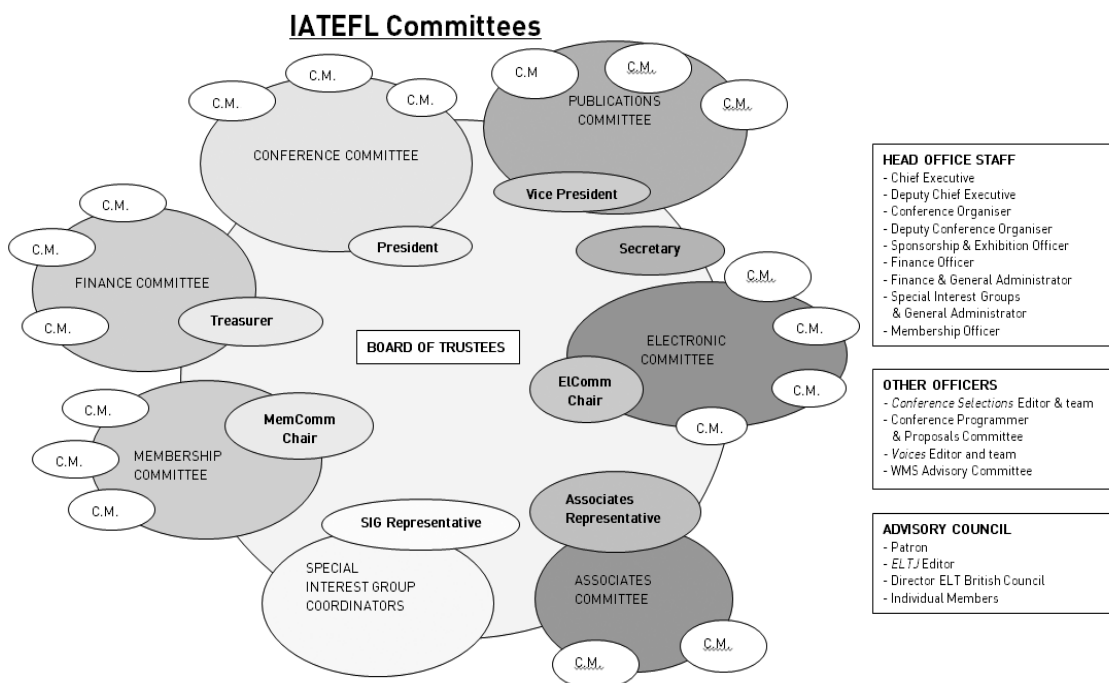 IATEFL Committees
C.M.
C.M.
C.M.
CONFERENCE COMMITTEE
President
C.M
C.M.
C.M.
PUBLICATIONS
COMMITTEE
Vice President
Secretary
C.M.
C.M.
C.M.
FINANCE COMMITTEE
Treasurer
BOARD OF TRUSTEES
C.M.
C.M.
C.M.
C.M.
ELECTRONIC
COMMITTEE
ElComm
Chair
C.M.
C.M.
C.M.
MemComm
Chair
MEMBERSHIP
COMMITTEE
SIG Representative
SPECIAL
INTEREST GROUP
COORDINATORS
Associates
Representative
ASSOCIATES
COMMITTEE
C.M.
C.M.
HEAD OFFICE STAFF
- Chief Executive
- Deputy Chief Executive
- Conference Organiser
- Deputy Conference Organiser
- Sponsorship & Exhibition Officer
- Finance Officer
- Finance & General Administrator
- Special Interest Groups
& General Administrator
- Membership Officer
OTHER OFFICERS
- Conference Selections Editor & team
- Conference Programmer
& Proposals Committee
- Voices Editor and team
- WMS Advisory Committee
ADVISORY COUNCIL
- Patron
- ELTJ Editor
- Director ELT British Council
- Individual Members